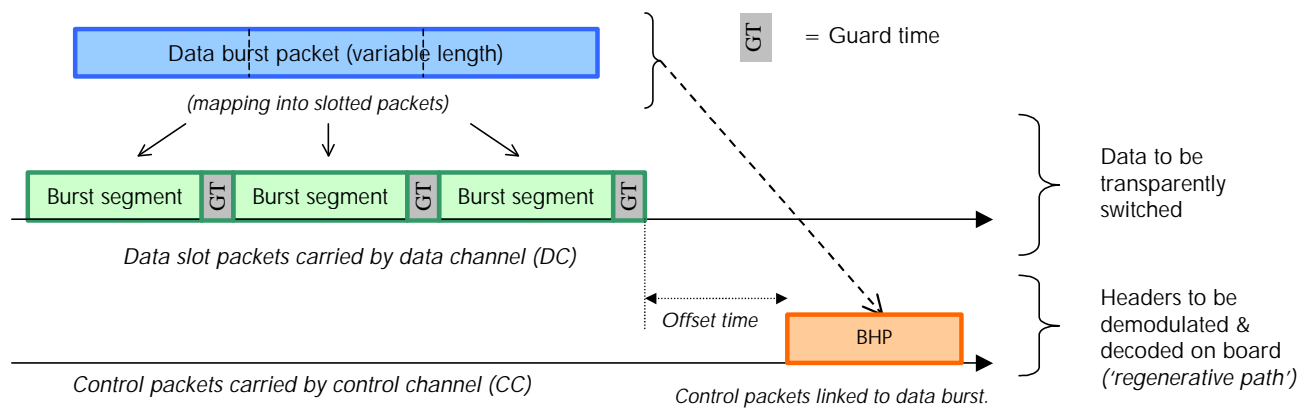 Data burst packet (variable length)
GT = Guard time
(mapping into slotted packets)
Burst segment GT Burst segment GT Burst segment GT
Data to be
transparently
switched
Data slot packets carried by data channel (DC)
Offset time
BHP
Headers to be
demodulated &
decoded on board
('regenerative path')
Control packets carried by control channel (CC)
Control packets linked to data burst.